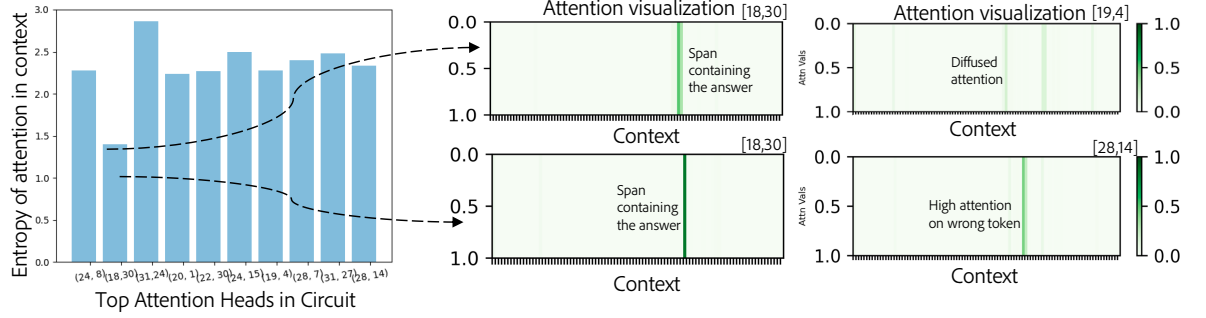 Entropy of attention in context
3.0
2.5
2.0
1.5
1.0
0.5
0.0
(24, 8)
(18,30)
(31,24)
(20, 1)
(22, 30)
(24, 15)
(19, 4)
(28, 7)
(31, 27)
(28, 14)
Top Attention Heads in Circuit
Attention visualization [18,30]
0.0
0.5
1.0
Span
containing
the answer
Context
[18,30]
0.0
0.5
1.0
Span
containing
the answer
Context
Attention visualization [19,4]
Attn Vals
0.0
0.5
1.0
Diffused
attention
Context
1.0
0.5
0.0
[28,14]
Attn Vals
0.0
0.5
1.0
High attention
on wrong token
Context
1.0
0.5
0.0